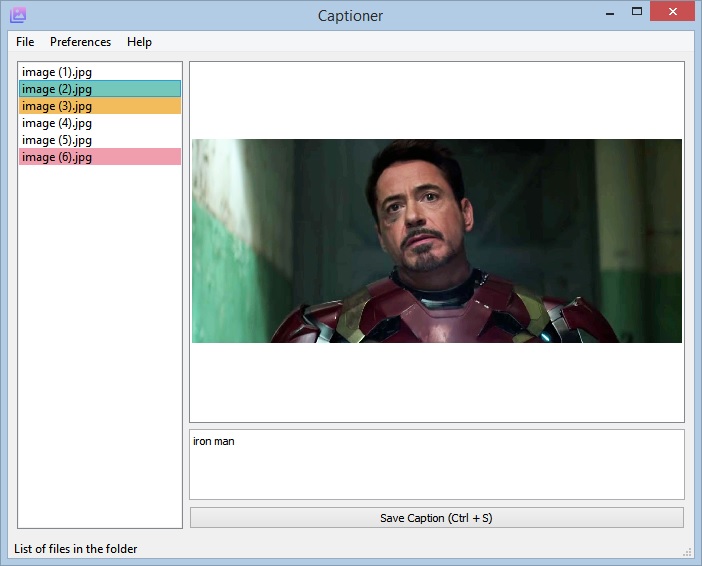 Captioner
File Preferences Help
image (1).jpg
image (2).jpg
image (3).jpg
image (4).jpg
image (5).jpg
image (6).jpg
iron man
Save Caption (Ctrl + S)
List of files in the folder